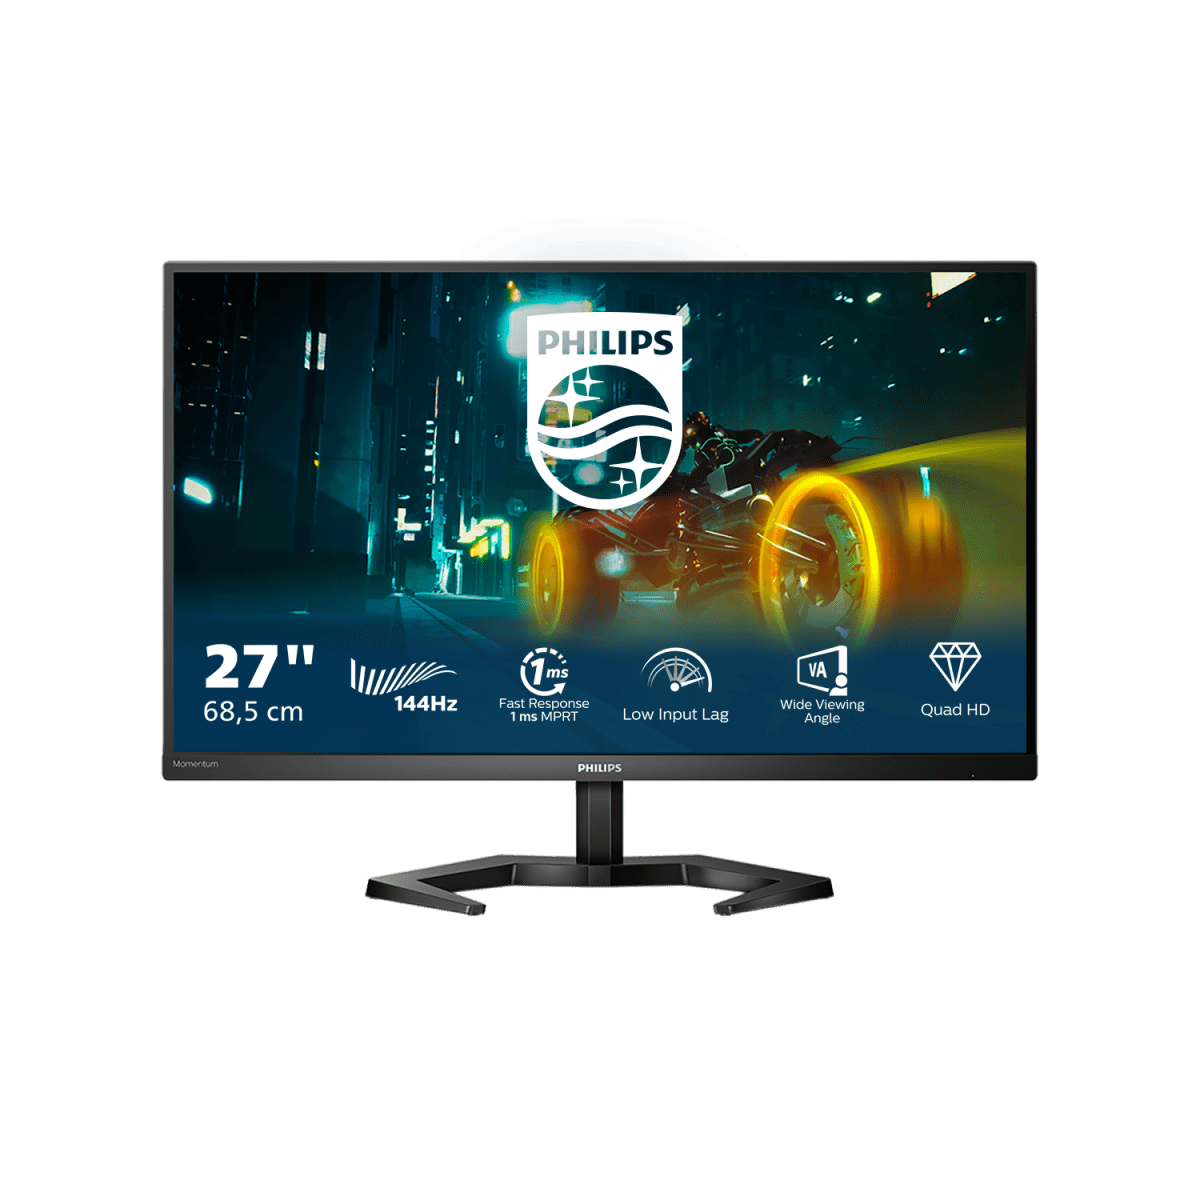 PHILIPS
27"
68,5 cm
144Hz
1ms
Fast Response
1 ms MPRT
Low Input Lag
VA
Wide Viewing
Angle
Quad HD
Momentum
PHILIPS